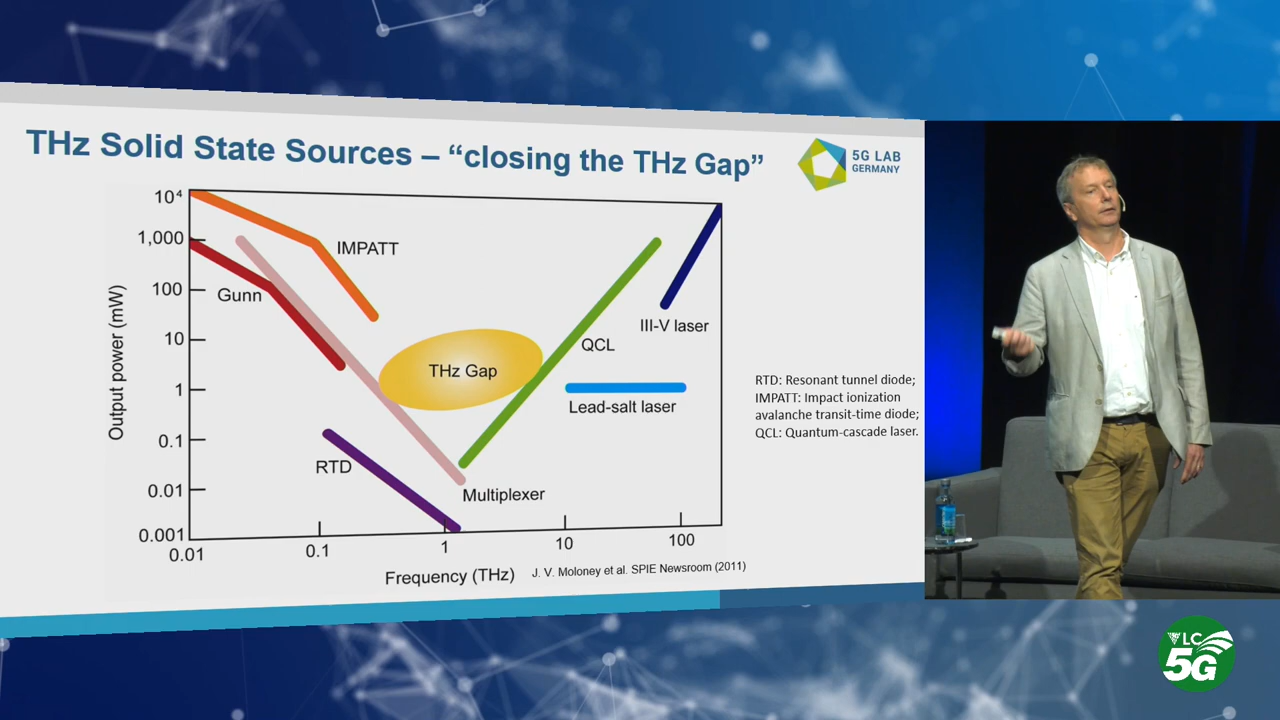 THz Solid State Sources – “closing the THz Gap”
5G LAB
GERMANY
10⁴
1,000
100
10
1
0.1
0.01
0.001
Output power (mW)
IMPATT
Gunn
THz Gap
QCL
III-V laser
Lead-salt laser
RTD
Multiplexer
0.01
0.1
1
10
100
Frequency (THz)
J. V. Moloney et al. SPIE Newsroom (2011)
RTD: Resonant tunnel diode;
IMPATT: Impact ionization
avalanche transit-time diode;
QCL: Quantum-cascade laser.
VLC
5G